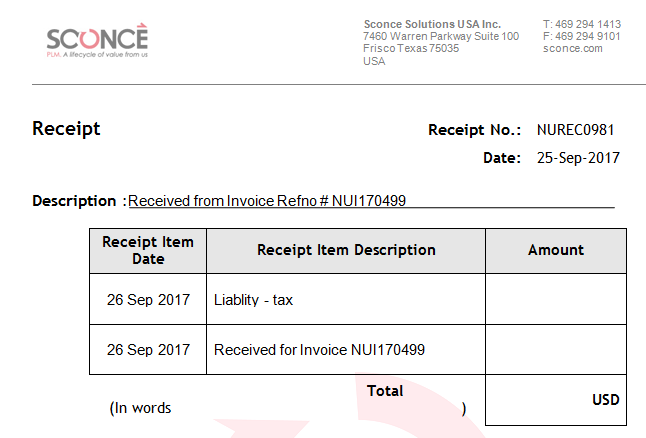 SCONCE
PLM. A lifecycle of value from us
Sconce Solutions USA Inc.
7460 Warren Parkway Suite 100
Frisco Texas 75035
USA
T: 469 294 1413
F: 469 294 9101
sconce.com
Receipt
Receipt No.: NUREC0981
Date: 25-Sep-2017
Description : Received from Invoice Refno # NUI170499
Receipt Item Date
Receipt Item Description
Amount
26 Sep 2017 Liablity - tax
26 Sep 2017 Received for Invoice NUI170499
Total
(In words )
USD